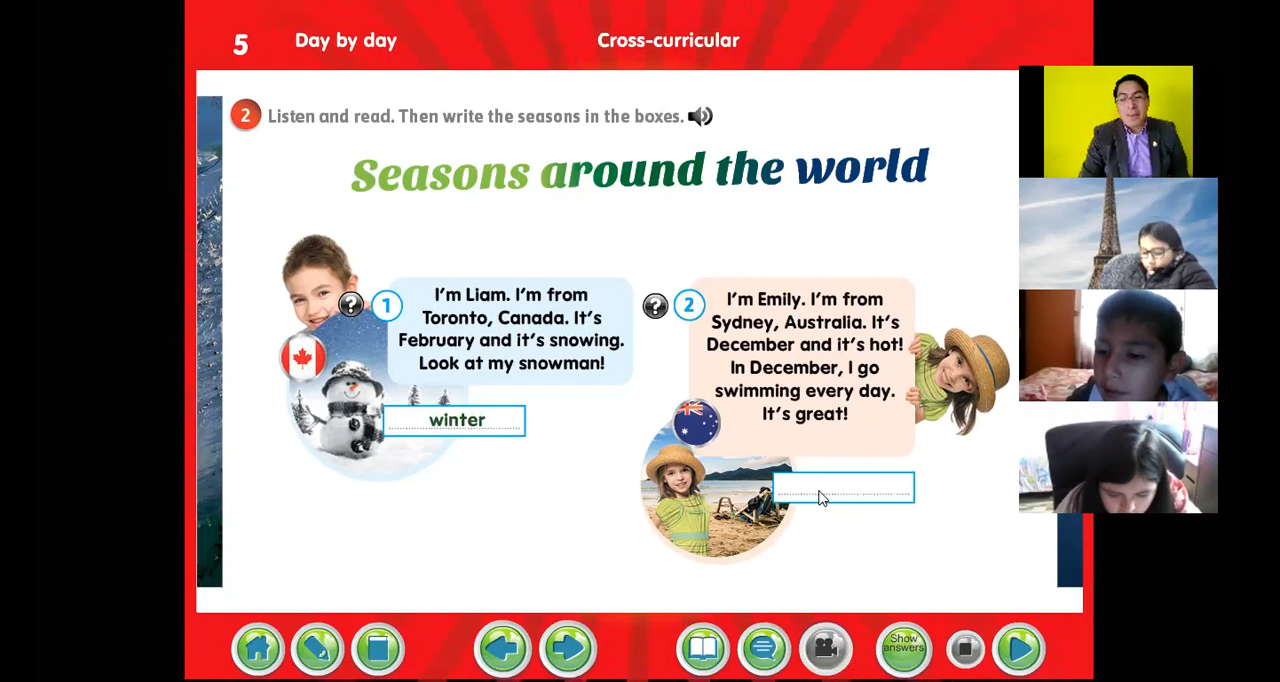 5 Day by day Cross-curricular
2 Listen and read. Then write the seasons in the boxes.
Seasons around the world
? 1 I'm Liam. I'm from
Toronto, Canada. It's
February and it's snowing.
Look at my snowman!
winter
? 2 I'm Emily. I'm from
Sydney, Australia. It's
December and it's hot!
In December, I go
swimming every day.
It's great!
Show
answers